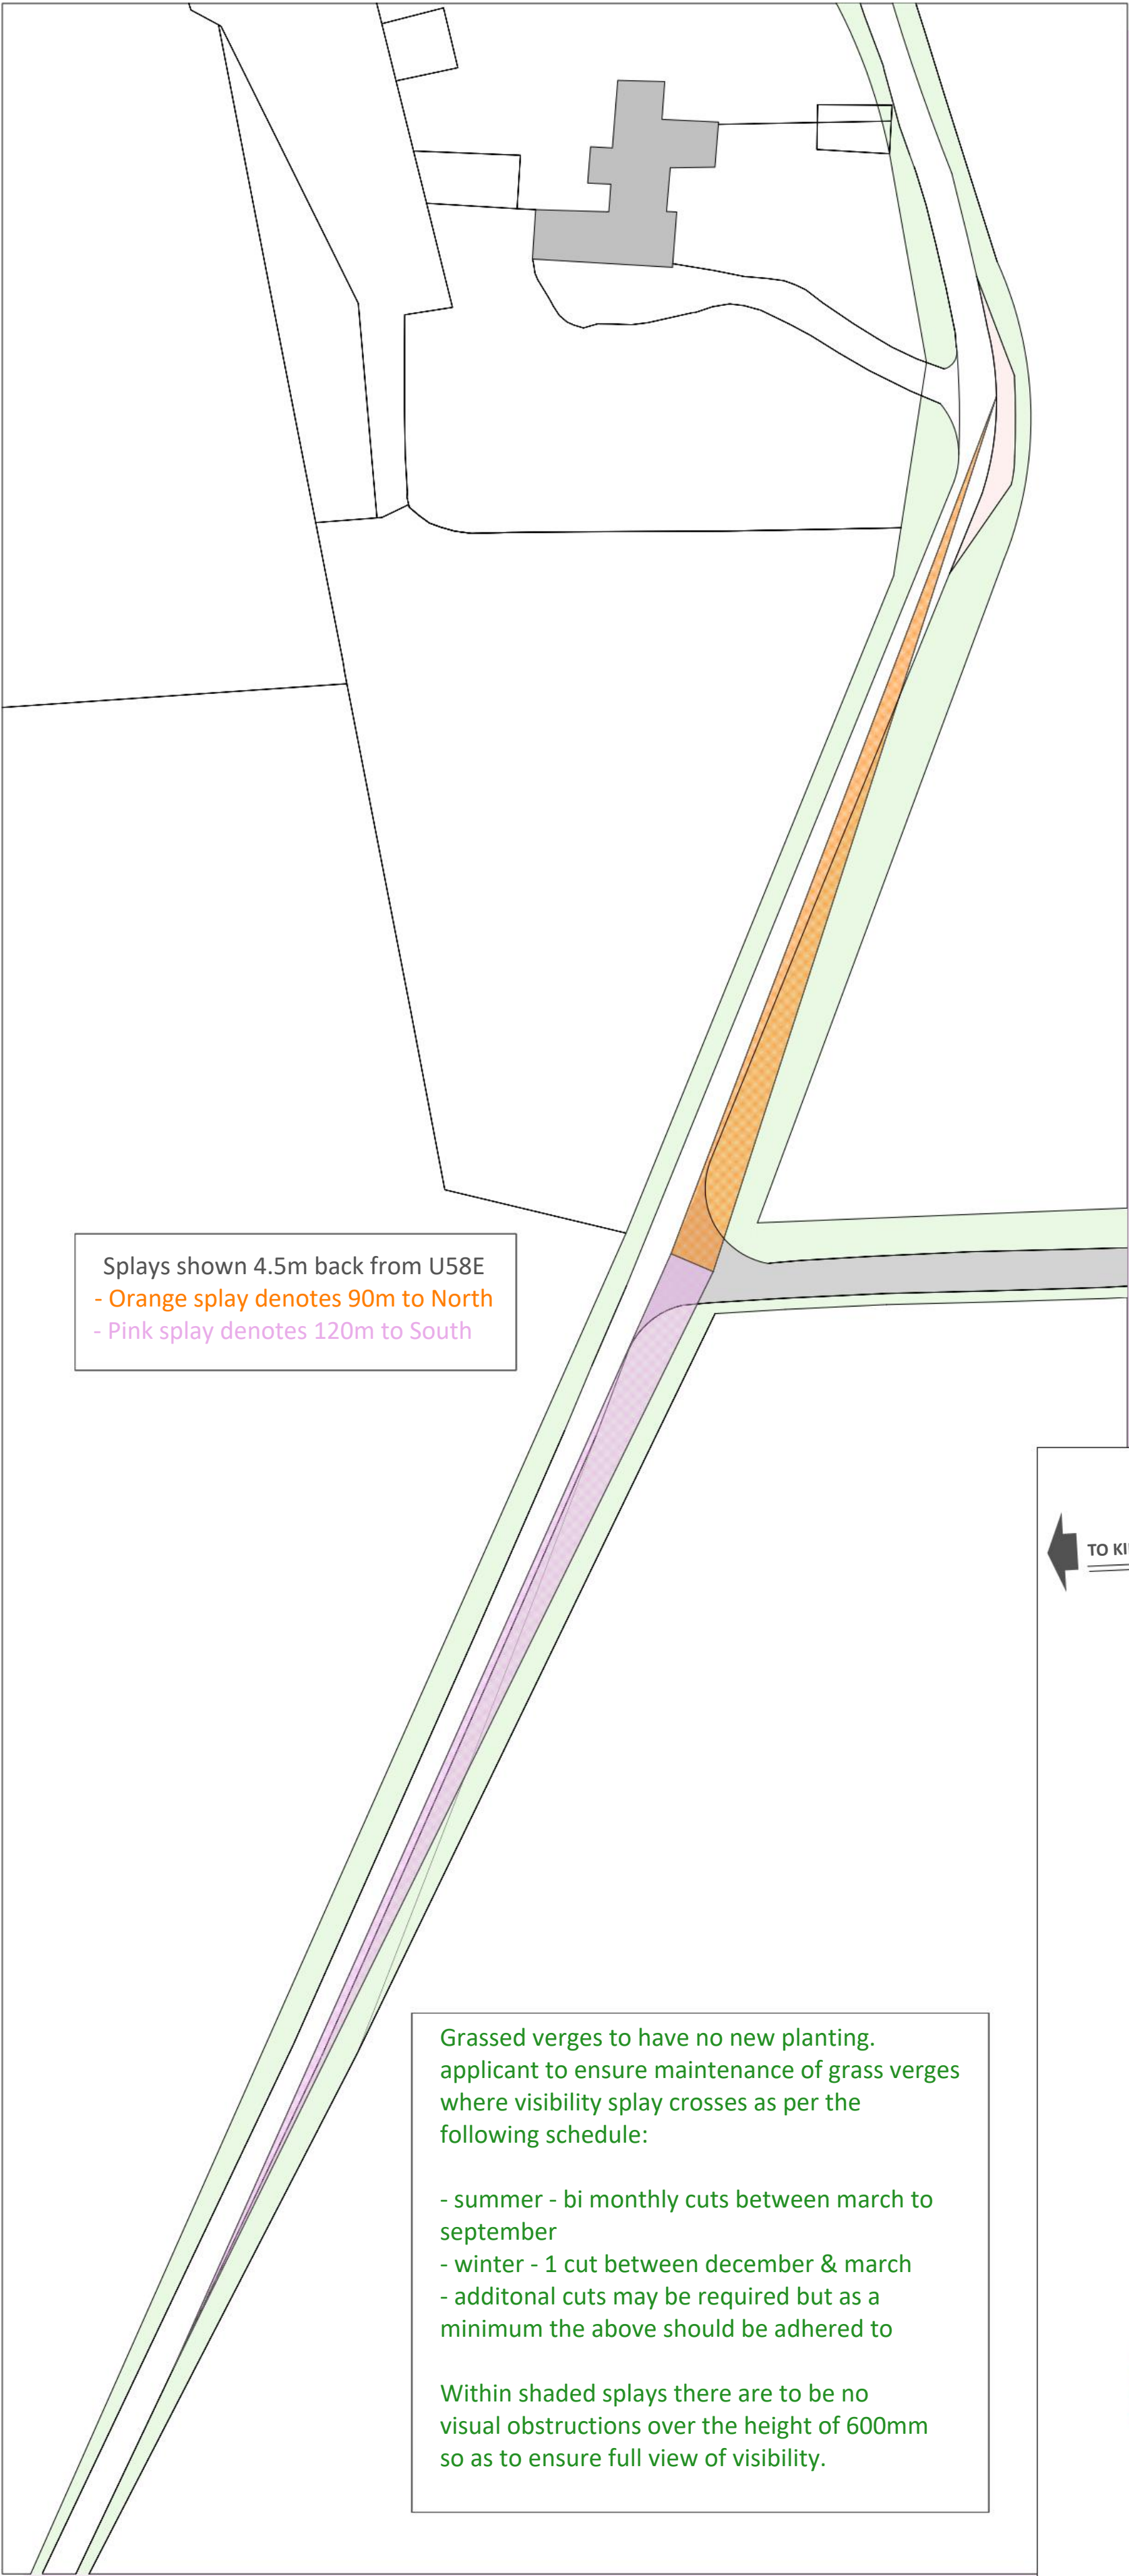 Splays shown 4.5m back from U58E
- Orange splay denotes 90m to North
- Pink splay denotes 120m to South
TO
Grassed verges to have no new planting.
applicant to ensure maintenance of grass verges
where visibility splay crosses as per the
following schedule:
- summer - bi monthly cuts between march to
september
- winter - 1 cut between december & march
- additonal cuts may be required but as a
minimum the above should be adhered to
Within shaded splays there are to be no
visual obstructions over the height of 600mm
so as to ensure full view of visibility.